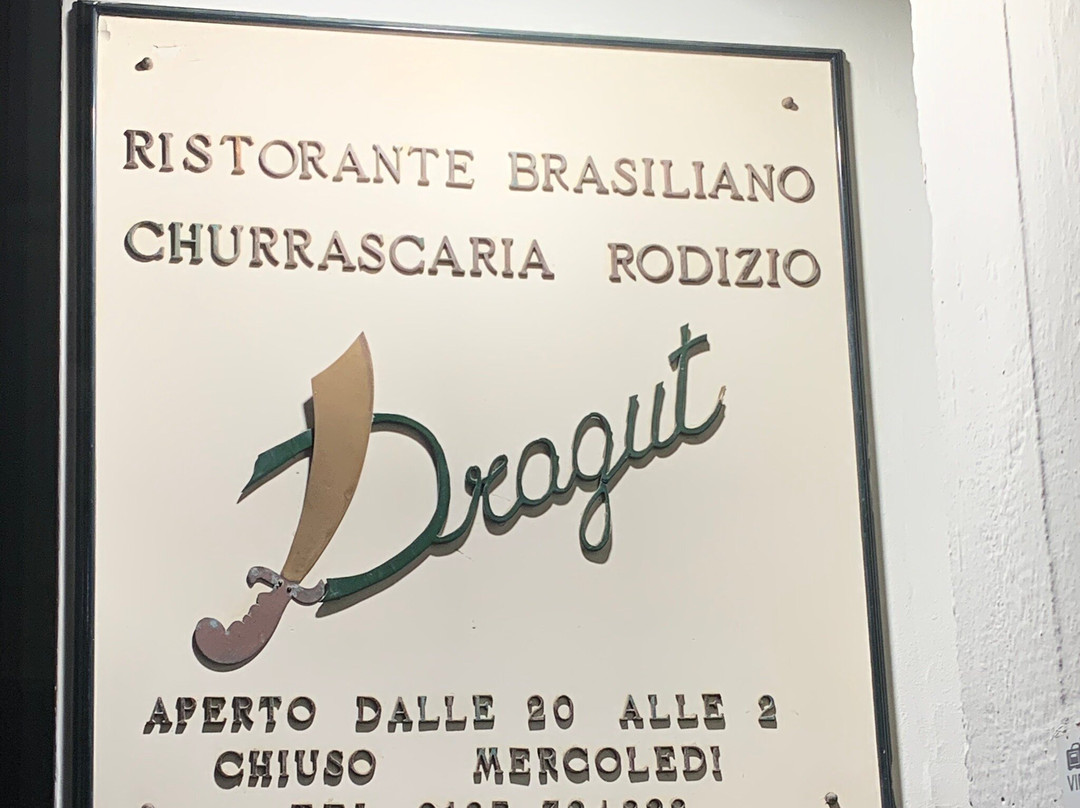 RISTORANTE BRASILIANO
CHURRASCARIA RODIZIO
Dragut
APERTO DALLE 20 ALLE 2
CHIUSO MERCOLEDI